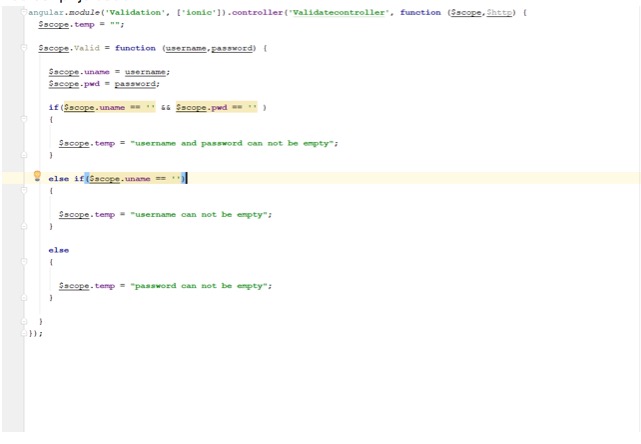 angular.module('Validation', ['ionic']).controller('Validatecontroller', function ($scope,$http) {
$scope.temp = "";
$scope.Valid = function (username,password) {
$scope.uname = username;
$scope.pwd = password;
if($scope.uname == '' && $scope.pwd == '' )
{
$scope.temp = "username and password can not be empty";
}
else if($scope.uname == '')
{
$scope.temp = "username can not be empty";
}
else
{
$scope.temp = "password can not be empty";
}
}
});